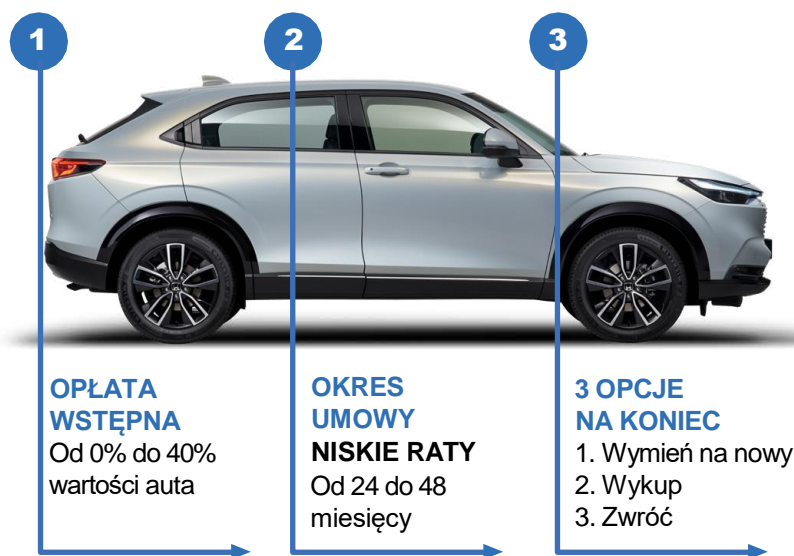 1
2
3
OPŁATA
WSTĘPNA
Od 0% do 40%
wartości auta
OKRES
UMOWY
NISKIE RATY
Od 24 do 48
miesięcy
3 OPCJE
NA KONIEC
1. Wymień na nowy
2. Wykup
3. Zwróć